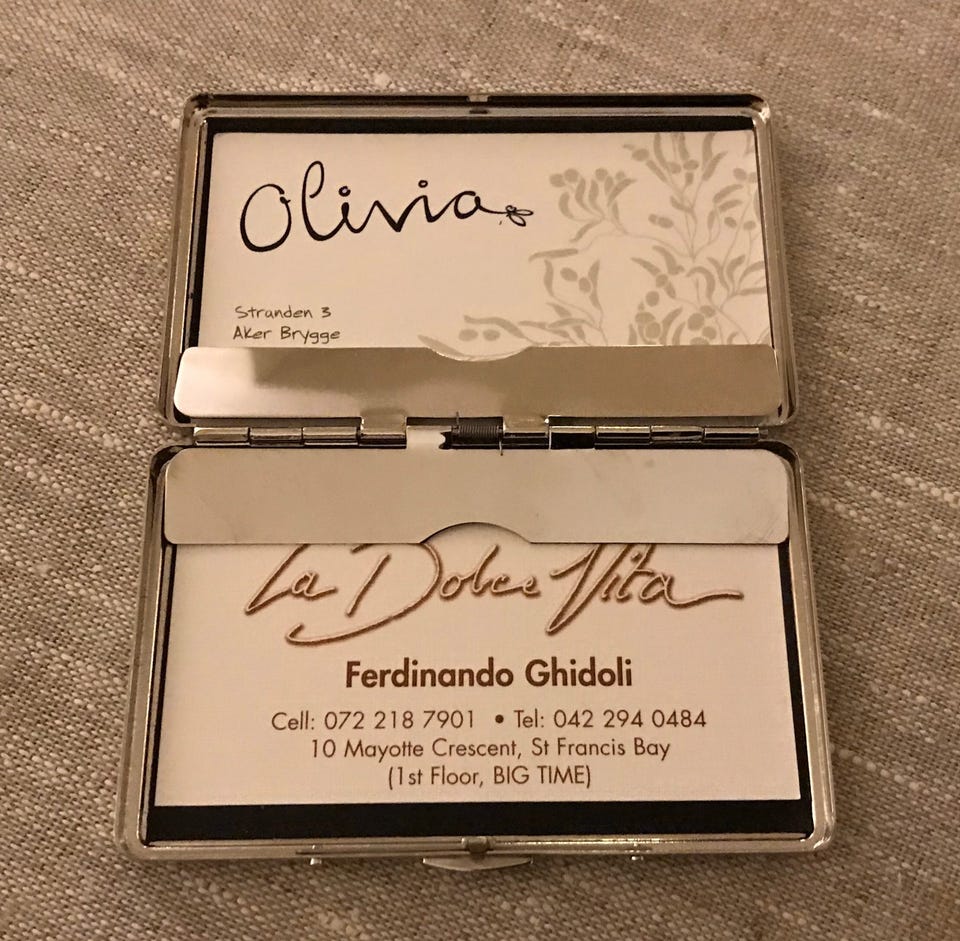 Olivia
Stranden 3
Aker Brygge
La Dolce Vita
Ferdinando Ghidoli
Cell: 072 218 7901 • Tel: 042 294 0484
10 Mayotte Crescent, St Francis Bay
(1st Floor, BIG TIME)